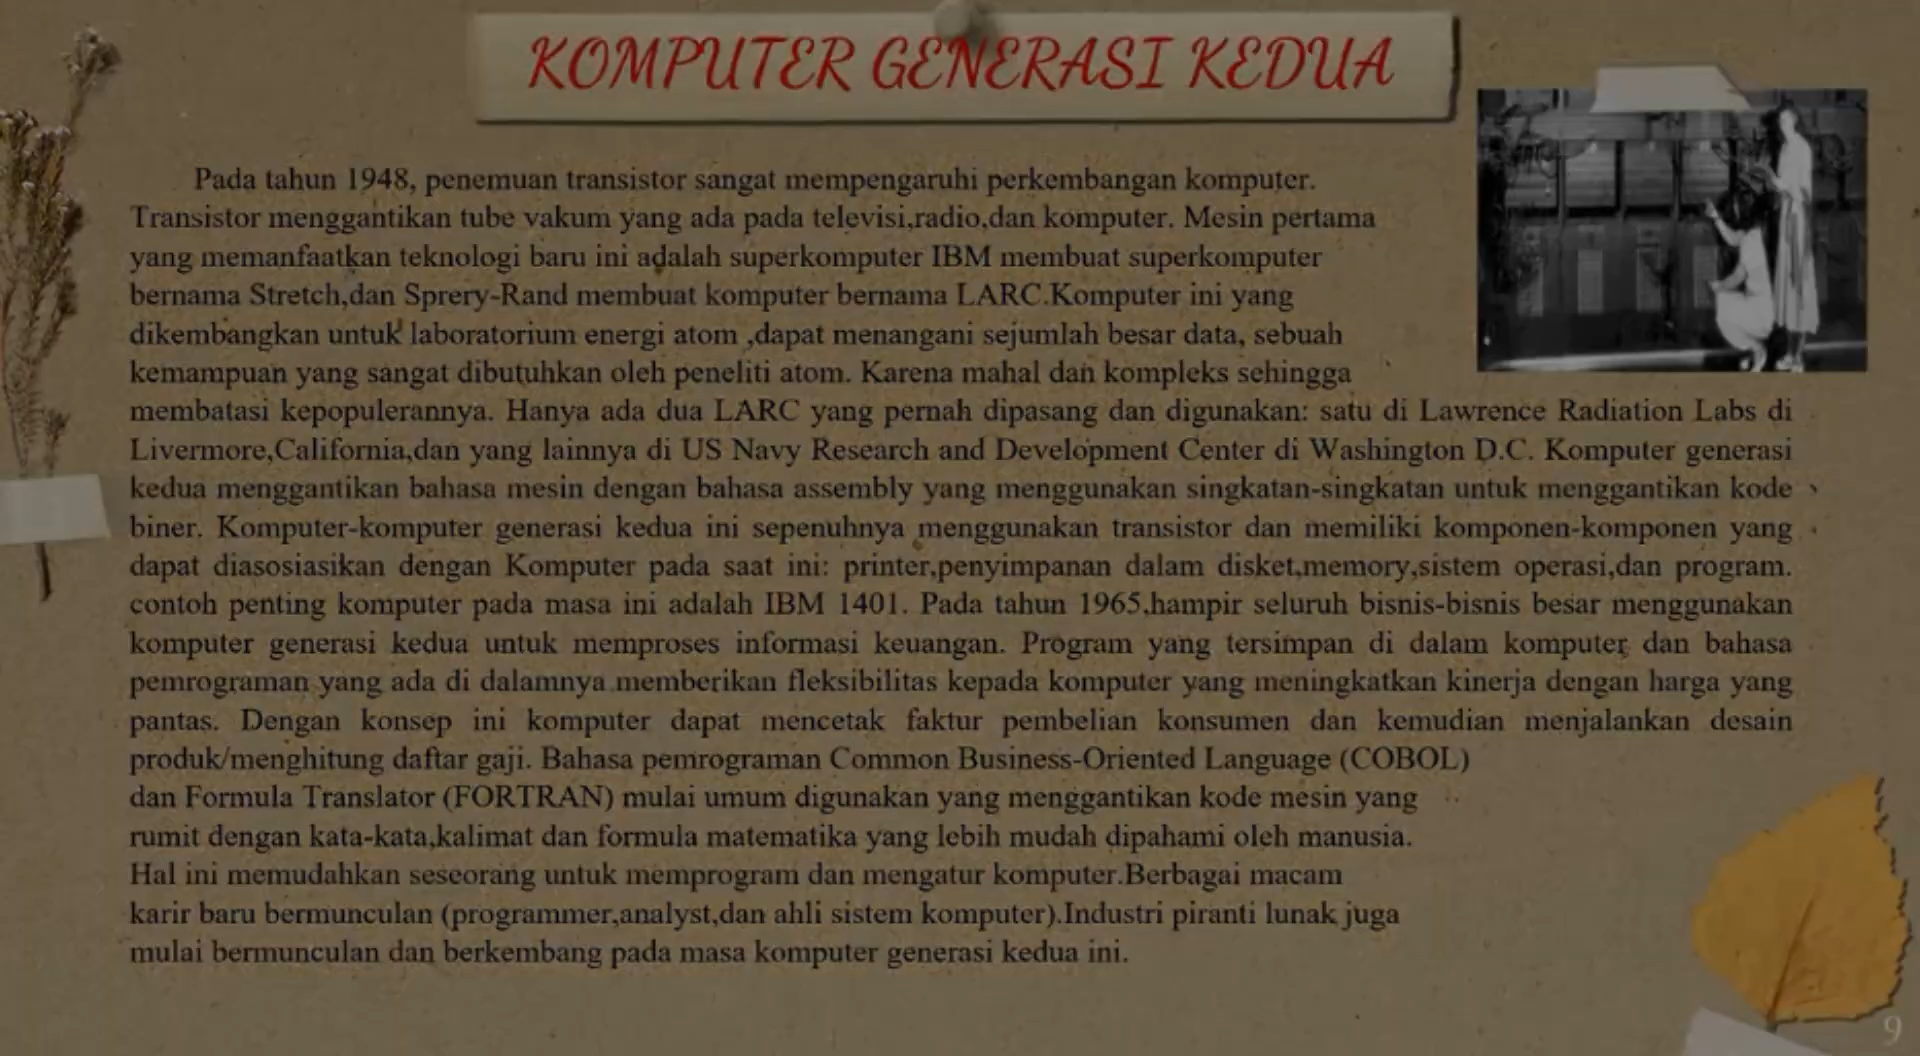 KOMPUTER GENERASI KEDUA
Pada tahun 1948, penemuan transistor sangat mempengaruhi perkembangan komputer.
Transistor menggantikan tube vakum yang ada pada televisi,radio,dan komputer. Mesin pertama
yang memanfaatkan teknologi baru ini adalah superkomputer IBM membuat superkomputer
bernama Stretch,dan Sprery-Rand membuat komputer bernama LARC.Komputer ini yang
dikembangkan untuk laboratorium energi atom ,dapat menangani sejumlah besar data, sebuah
kemampuan yang sangat dibutuhkan oleh peneliti atom. Karena mahal dan kompleks sehingga
membatasi kepopulerannya. Hanya ada dua LARC yang pernah dipasang dan digunakan: satu di Lawrence Radiation Labs di
Livermore,California,dan yang lainnya di US Navy Research and Development Center di Washington D.C. Komputer generasi
kedua menggantikan bahasa mesin dengan bahasa assembly yang menggunakan singkatan-singkatan untuk menggantikan kode
biner. Komputer-komputer generasi kedua ini sepenuhnya menggunakan transistor dan memiliki komponen-komponen yang
dapat diasosiasikan dengan Komputer pada saat ini: printer,penyimpanan dalam disket,memory,sistem operasi,dan program.
contoh penting komputer pada masa ini adalah IBM 1401. Pada tahun 1965,hampir seluruh bisnis-bisnis besar menggunakan
komputer generasi kedua untuk memproses informasi keuangan. Program yang tersimpan di dalam komputer dan bahasa
pemrograman yang ada di dalamnya memberikan fleksibilitas kepada komputer yang meningkatkan kinerja dengan harga yang
pantas. Dengan konsep ini komputer dapat mencetak faktur pembelian konsumen dan kemudian menjalankan desain
produk/menghitung daftar gaji. Bahasa pemrograman Common Business-Oriented Language (COBOL)
dan Formula Translator (FORTRAN) mulai umum digunakan yang menggantikan kode mesin yang
rumit dengan kata-kata,kalimat dan formula matematika yang lebih mudah dipahami oleh manusia.
Hal ini memudahkan seseorang untuk memprogram dan mengatur komputer.Berbagai macam
karir baru bermunculan (programmer,analyst,dan ahli sistem komputer).Industri piranti lunak juga
mulai bermunculan dan berkembang pada masa komputer generasi kedua ini.
9